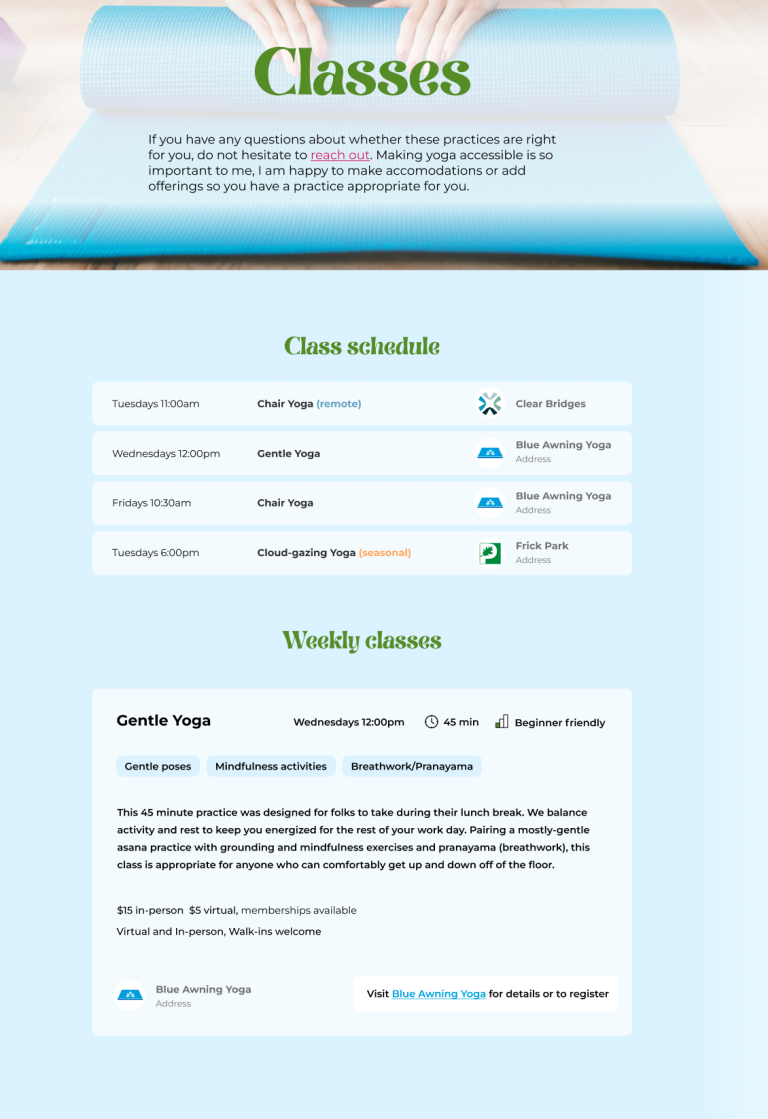 Classes
If you have any questions about whether these practices are right
for you, do not hesitate to reach out. Making yoga accessible is so
important to me, I am happy to make accomodations or add
offerings so you have a practice appropriate for you.
Class schedule
Tuesdays 11:00am Chair Yoga (remote) Clear Bridges
Wednesdays 12:00pm Gentle Yoga Blue Awning Yoga
Address
Fridays 10:30am Chair Yoga Blue Awning Yoga
Address
Tuesdays 6:00pm Cloud-gazing Yoga (seasonal) Frick Park
Address
Weekly classes
Gentle Yoga Wednesdays 12:00pm 45 min Beginner friendly
Gentle poses Mindfulness activities Breathwork/Pranayama
This 45 minute practice was designed for folks to take during their lunch break. We balance
activity and rest to keep you energized for the rest of your work day. Pairing a mostly-gentle
asana practice with grounding and mindfulness exercises and pranayama (breathwork), this
class is appropriate for anyone who can comfortably get up and down off of the floor.
$15 in-person $5 virtual, memberships available
Virtual and In-person, Walk-ins welcome
Blue Awning Yoga
Address
Visit Blue Awning Yoga for details or to register